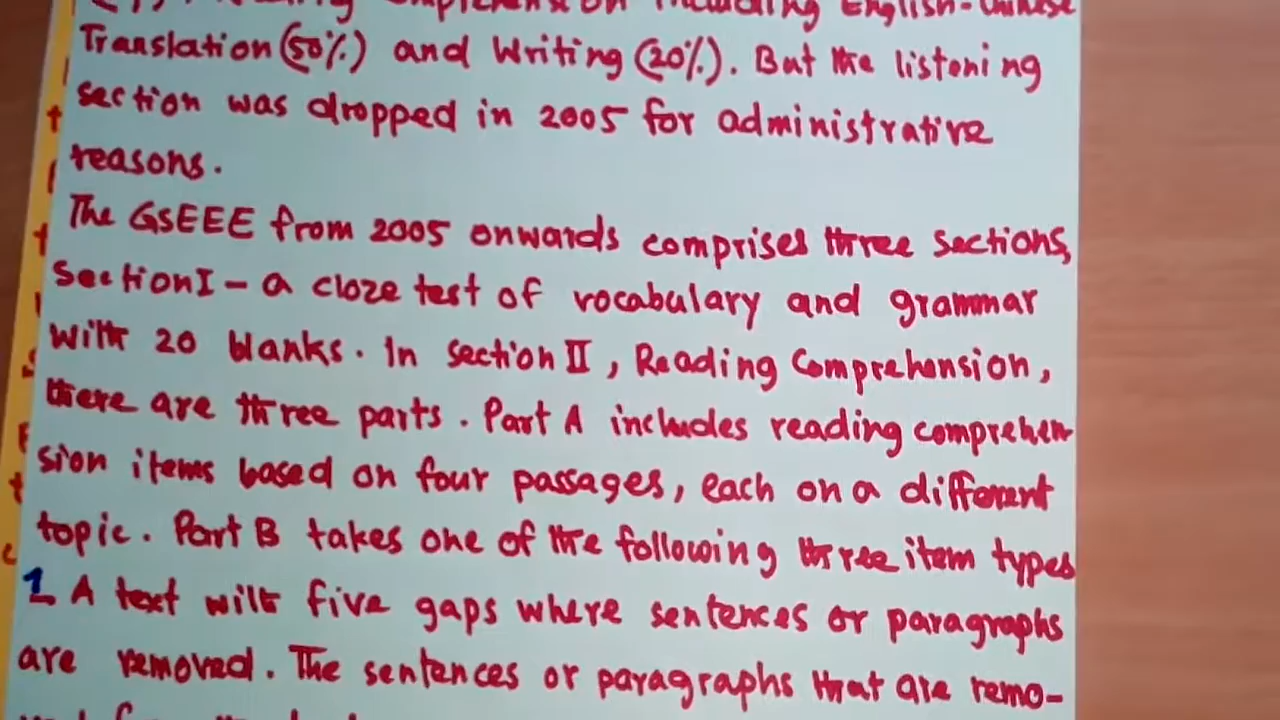 Comprehension including English-Chinese
Translation (50%) and Writing (20%). But the listening
section was dropped in 2005 for administrative
reasons.
The GSEEE from 2005 onwards comprises three sections,
Section I - a cloze test of vocabulary and grammar
with 20 blanks. In section II, Reading Comprehension,
there are three parts. Part A includes reading comprehen-
sion items based on four passages, each on a different
topic. Part B takes one of the following three item types
1 A text with five gaps where sentences or paragraphs
are removed. The sentences or paragraphs that are remo-